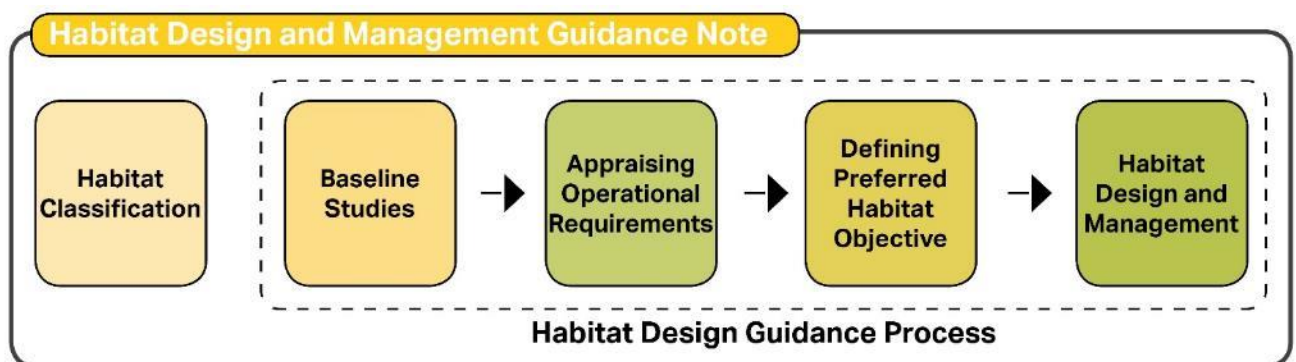 Habitat Design and Management Guidance Note
Habitat
Classification
Baseline
Studies
Appraising
Operational
Requirements
Defining
Preferred
Habitat
Objective
Habitat
Design and
Management
Habitat Design Guidance Process